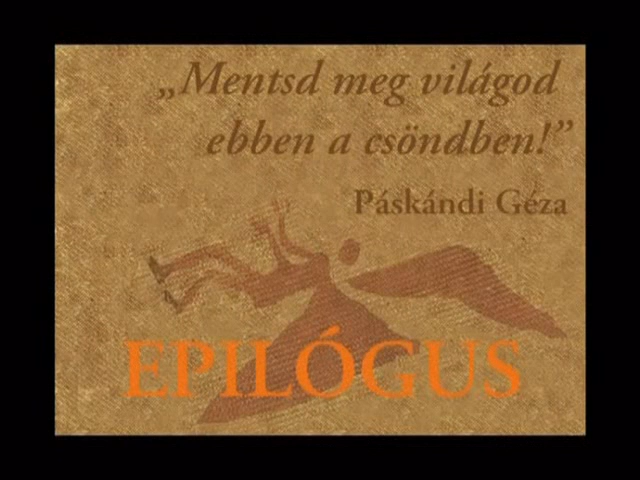 „Mentsd meg világod
ebben a csöndben!”
Páskándi Géza
EPILÓGUS